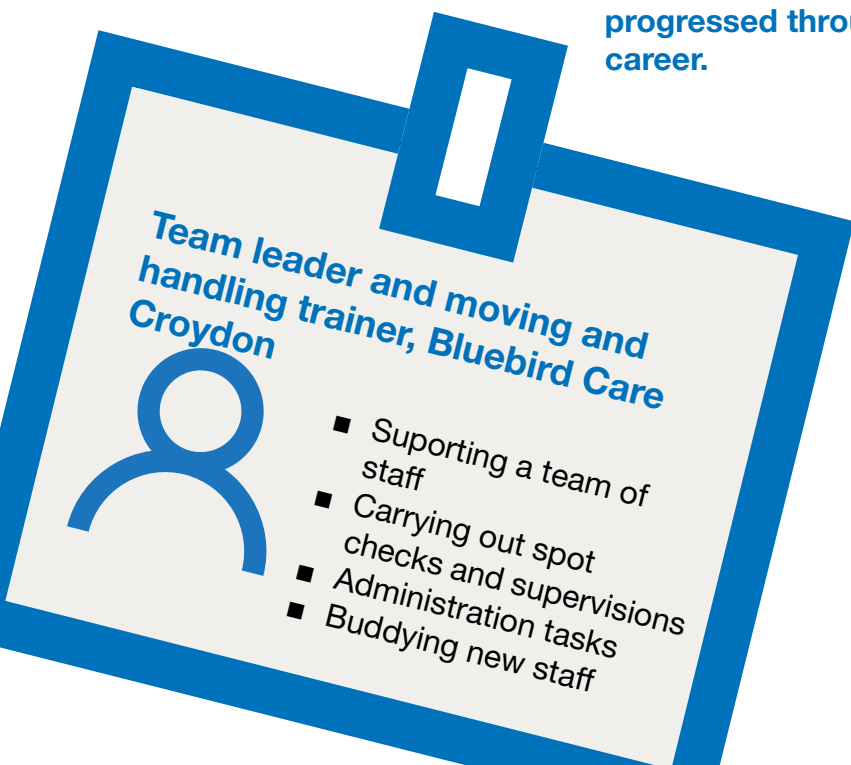 progressed throu
career.
Team leader and moving and
handling trainer, Bluebird Care
Croydon
■ Suporting a team of
staff
■ Carrying out spot
checks and supervisions
■ Administration tasks
■ Buddying new staff